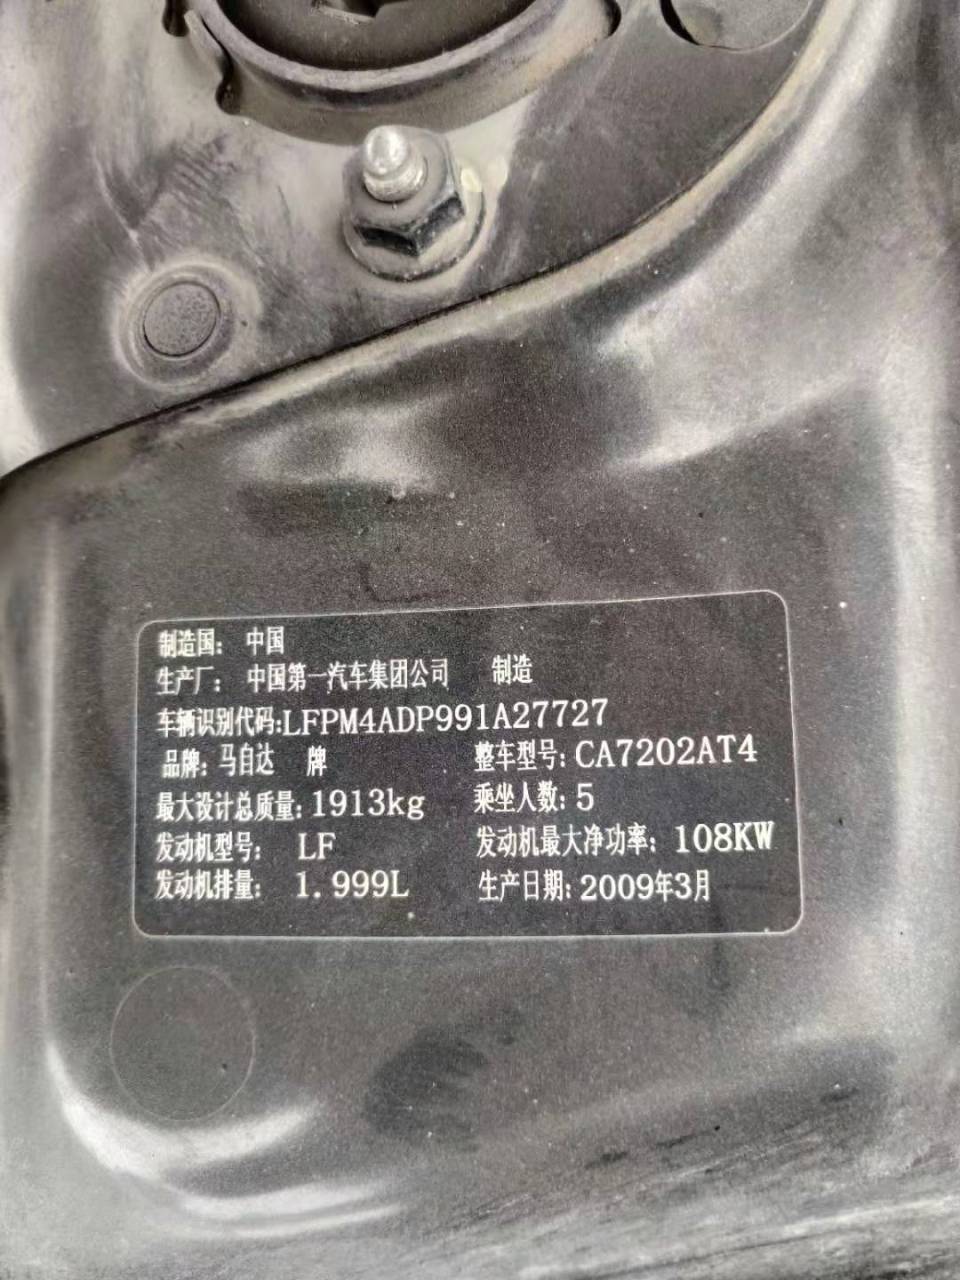 制造国： 中国
生产厂： 中国第一汽车集团公司 制造
车辆识别代码:LFPM4ADP991A27727
品牌: 马自达 牌 整车型号: CA7202AT4
最大设计总质量: 1913kg 乘坐人数: 5
发动机型号: LF 发动机最大净功率: 108KW
发动机排量: 1.999L 生产日期: 2009年3月